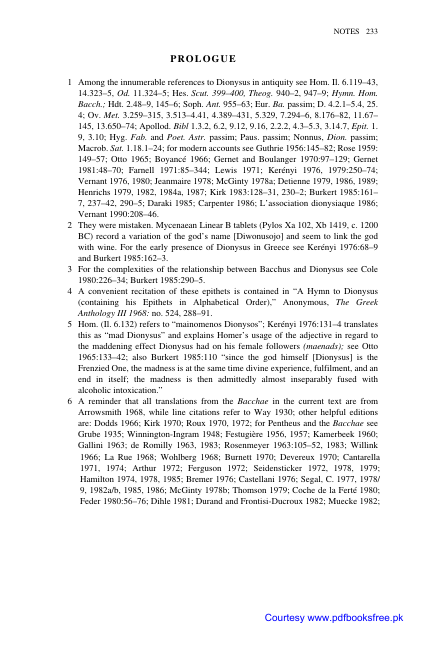 NOTES 233
PROLOGUE
1 Among the innumerable references to Dionysus in antiquity see Hom. Il. 6.119–43,
14.323–5, Od. 11.324–5; Hes. Scut. 399–400, Theog. 940–2, 947–9; Hymn. Hom.
Bacch.; Hdt. 2.48–9, 145–6; Soph. Ant. 955–63; Eur. Ba. passim; D. 4.2.1–5.4, 25.
4; Ov. Met. 3.259–315, 3.513–4.41, 4.389–431, 5.329, 7.294–6, 8.176–82, 11.67–
145, 13.650–74; Apollod. Bibl 1.3.2, 6.2, 9.12, 9.16, 2.2.2, 4.3–5.3, 3.14.7, Epit. 1.
9, 3.10; Hyg. Fab. and Poet. Astr. passim; Paus. passim; Nonnus, Dion. passim;
Macrob. Sat. 1.18.1–24; for modern accounts see Guthrie 1956:145–82; Rose 1959:
149–57; Otto 1965; Boyancé 1966; Gernet and Boulanger 1970:97–129; Gernet
1981:48–70; Farnell 1971:85–344; Lewis 1971; Kerényi 1976, 1979:250–74;
Vernant 1976, 1980; Jeanmaire 1978; McGinty 1978a; Detienne 1979, 1986, 1989;
Henrichs 1979, 1982, 1984a, 1987; Kirk 1983:128–31, 230–2; Burkert 1985:161–
7, 237–42, 290–5; Daraki 1985; Carpenter 1986; L’association dionysiaque 1986;
Vernant 1990:208–46.
2 They were mistaken. Mycenaean Linear B tablets (Pylos Xa 102, Xb 1419, c. 1200
BC) record a variation of the god’s name [Diwonusojo] and seem to link the god
with wine. For the early presence of Dionysus in Greece see Kerényi 1976:68–9
and Burkert 1985:162–3.
3 For the complexities of the relationship between Bacchus and Dionysus see Cole
1980:226–34; Burkert 1985:290–5.
4 A convenient recitation of these epithets is contained in “A Hymn to Dionysus
(containing his Epithets in Alphabetical Order),” Anonymous, The Greek
Anthology III 1968: no. 524, 288–91.
5 Hom. (Il. 6.132) refers to “mainomenos Dionysos”; Kerényi 1976:131–4 translates
this as “mad Dionysus” and explains Homer’s usage of the adjective in regard to
the maddening effect Dionysus had on his female followers (maenads); see Otto
1965:133–42; also Burkert 1985:110 “since the god himself [Dionysus] is the
Frenzied One, the madness is at the same time divine experience, fulfilment, and an
end in itself; the madness is then admittedly almost inseparably fused with
alcoholic intoxication.”
6 A reminder that all translations from the Bacchae in the current text are from
Arrowsmith 1968, while line citations refer to Way 1930; other helpful editions
are: Dodds 1966; Kirk 1970; Roux 1970, 1972; for Pentheus and the Bacchae see
Grube 1935; Winnington-Ingram 1948; Festugière 1956, 1957; Kamerbeek 1960;
Gallini 1963; de Romilly 1963, 1983; Rosenmeyer 1963:105–52, 1983; Willink
1966; La Rue 1968; Wohlberg 1968; Burnett 1970; Devereux 1970; Cantarella
1971, 1974; Arthur 1972; Ferguson 1972; Seidensticker 1972, 1978, 1979;
Hamilton 1974, 1978, 1985; Bremer 1976; Castellani 1976; Segal, C. 1977, 1978/
9, 1982a/b, 1985, 1986; McGinty 1978b; Thomson 1979; Coche de la Ferté 1980;
Feder 1980:56–76; Dihle 1981; Durand and Frontisi-Ducroux 1982; Muecke 1982;
Courtesy www.pdfbooksfree.pk